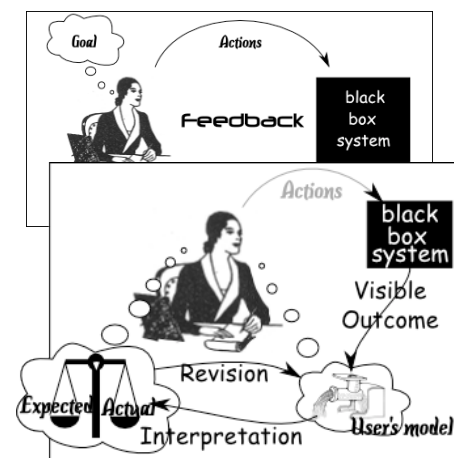 Goal
Actions
Feedback
black
box
system
Actions
black
box
system
Visible
Outcome
Revision
Expected
Actual
User's model
Interpretation